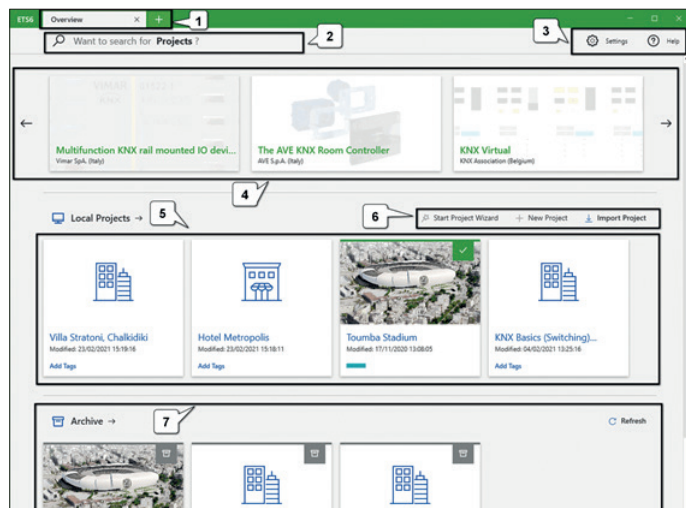 ETS6 Overview × +
1
Want to search for Projects ?
2
3
Settings Help
VIMAR
Multifunction KNX rail mounted IO devi...
Vimar SpA. (Italy)
The AVE KNX Room Controller
AVE S.p.A. (Italy)
KNX Virtual
KNX Association (Belgium)
4
Local Projects →
5
6
Start Project Wizard + New Project Import Project
Villa Stratoni, Chalkidiki
Modified: 23/02/2021 15:19:16
Add Tags
Hotel Metropolis
Modified: 23/02/2021 15:18:11
Add Tags
Toumba Stadium
Modified: 17/11/2020 13:08:05
KNX Basics (Switching)...
Modified: 04/02/2021 13:25:16
Add Tags
Archive →
7
Refresh